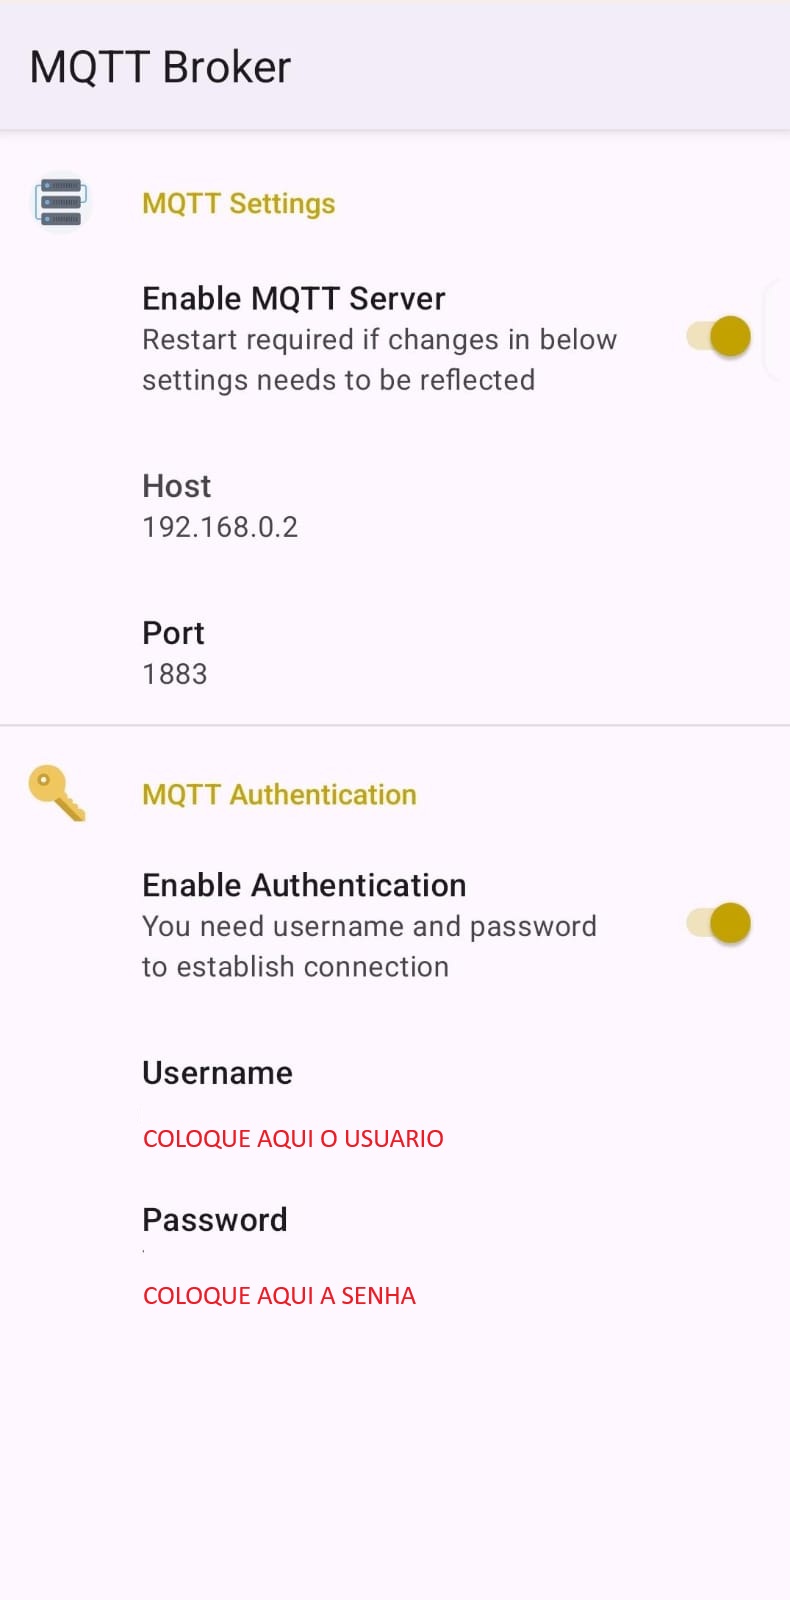 MQTT Broker
MQTT Settings
Enable MQTT Server
Restart required if changes in below
settings needs to be reflected
Host
192.168.0.2
Port
1883
MQTT Authentication
Enable Authentication
You need username and password
to establish connection
Username
COLOQUE AQUI O USUARIO
Password
COLOQUE AQUI A SENHA